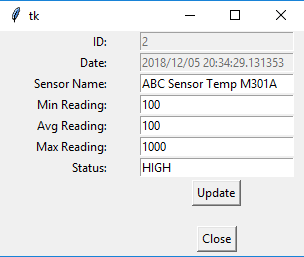 tk
ID: 2
Date: 2018/12/05 20:34:29.131353
Sensor Name: ABC Sensor Temp M301A
Min Reading: 100
Avg Reading: 100
Max Reading: 1000
Status: HIGH
Update
Close